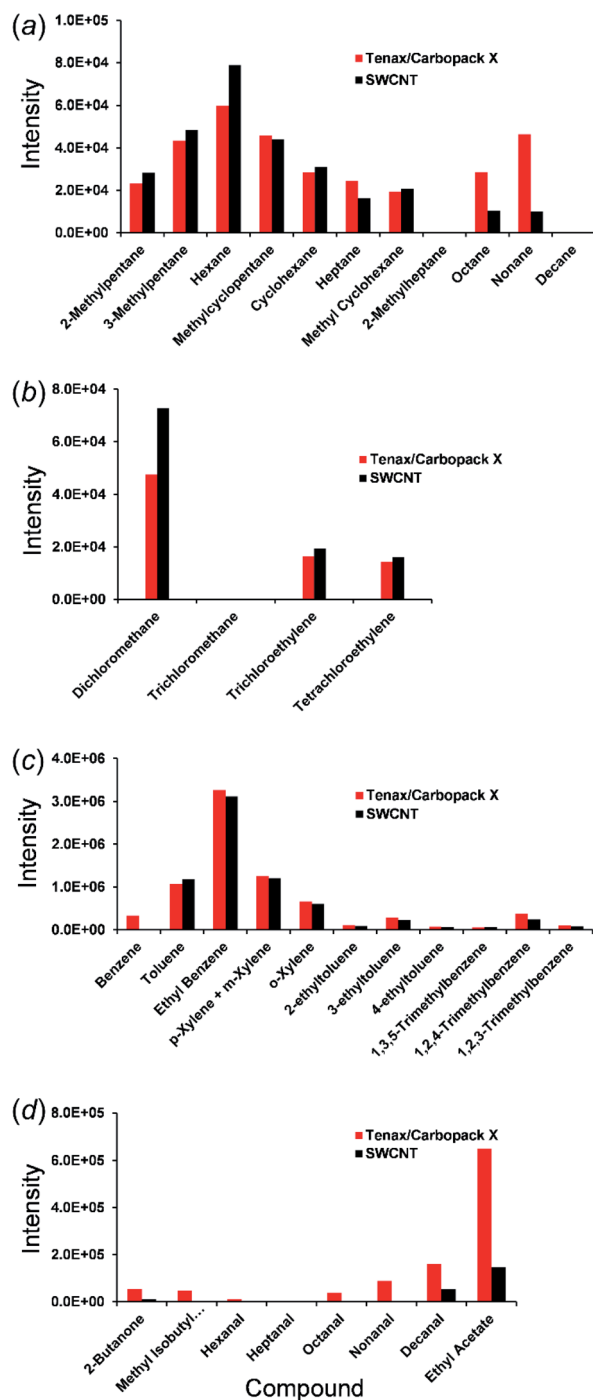 (a)
1.0E+05
8.0E+04
6.0E+04
4.0E+04
2.0E+04
0.0E+00
Intensity
Tenax/Carbopack X
SWCNT
2-Methylpentane
3-Methylpentane
Hexane
Methylcyclopentane
Cyclohexane
Heptane
Methyl Cyclohexane
2-Methylheptane
Octane
Nonane
Decane
(b)
8.0E+04
6.0E+04
4.0E+04
2.0E+04
0.0E+00
Intensity
Tenax/Carbopack X
SWCNT
Dichloromethane
Trichloromethane
Trichloroethylene
Tetrachloroethylene
(c)
4.0E+06
3.0E+06
2.0E+06
1.0E+06
0.0E+00
Intensity
Tenax/Carbopack X
SWCNT
Benzene
Toluene
Ethyl Benzene
p-Xylene + m-Xylene
o-Xylene
2-ethyltoluene
3-ethyltoluene
4-ethyltoluene
1,3,5-Trimethylbenzene
1,2,4-Trimethylbenzene
1,2,3-Trimethylbenzene
(d)
8.0E+05
6.0E+05
4.0E+05
2.0E+05
0.0E+00
Intensity
Tenax/Carbopack X
SWCNT
2-Butanone
Methyl Isobutyl...
Hexanal
Heptanal
Octanal
Nonanal
Decanal
Ethyl Acetate
Compound